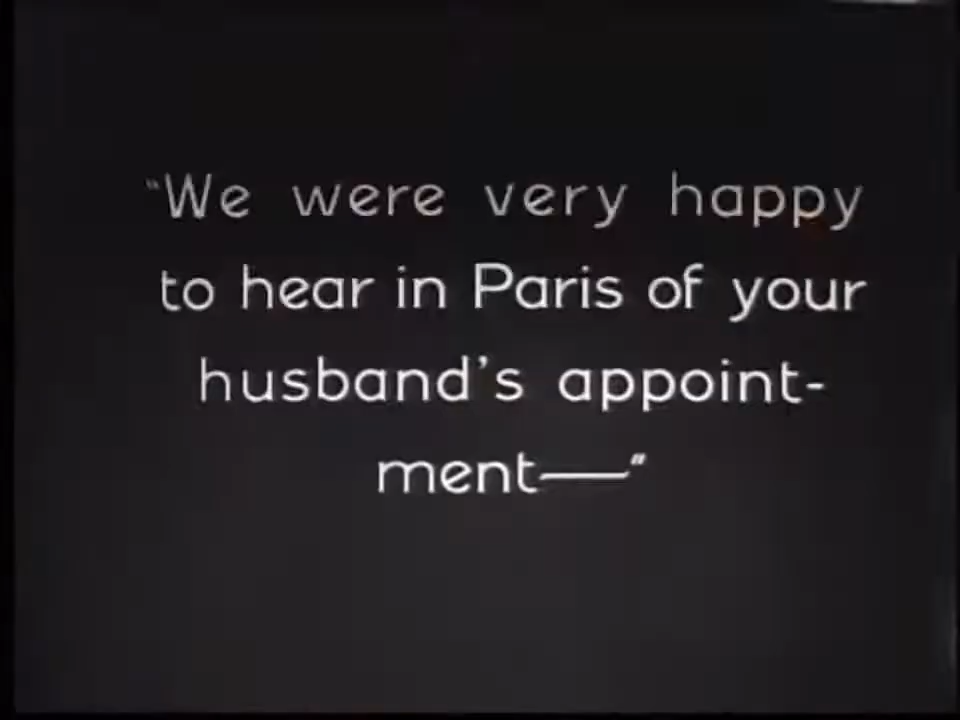 "We were very happy
to hear in Paris of your
husband's appoint-
ment—"